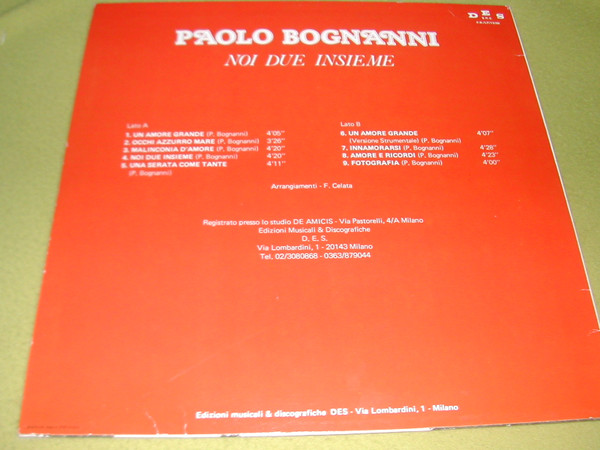 PAOLO BOGNANNI
D E S
NOI DUE INSIEME
Lato A
1. UN AMORE GRANDE (P. Bognanni) 4'05"
2. OCCHI AZZURRO MARE (P. Bognanni) 3'26"
3. MALINCONIA D'AMORE (P. Bognanni) 4'20"
4. NOI DUE INSIEME (P. Bognanni) 4'20"
5. UNA SERATA COME TANTE 4'11"
(P. Bognanni)
Lato B
6. UN AMORE GRANDE 4'07"
(Versione Strumentale) (P. Bognanni)
7. INNAMORARSI (P. Bognanni) 4'28"
8. AMORE E RICORDI (P. Bognanni) 4'23"
9. FOTOGRAFIA (P. Bognanni) 4'00"
Arrangiamenti - F. Celata
Registrato presso lo studio DE AMICIS - Via Pastorelli, 4/A Milano
Edizioni Musicali & Discografiche
D. E. S.
Via Lombardini, 1 - 20143 Milano
Tel. 02/3080868 - 0363/879044
Edizioni musicali & discografiche DES - Via Lombardini, 1 - Milano